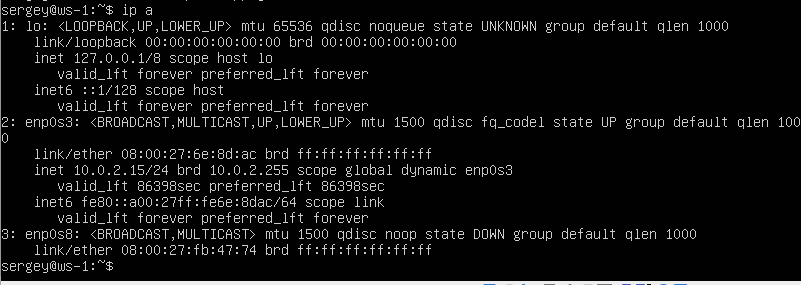 sergey@ws-1:~$ ip a
1: lo: <LOOPBACK,UP,LOWER_UP> mtu 65536 qdisc noqueue state UNKNOWN group default qlen 1000
    link/loopback 00:00:00:00:00:00 brd 00:00:00:00:00:00
    inet 127.0.0.1/8 scope host lo
       valid_lft forever preferred_lft forever
    inet6 ::1/128 scope host
       valid_lft forever preferred_lft forever
2: enp0s3: <BROADCAST,MULTICAST,UP,LOWER_UP> mtu 1500 qdisc fq_codel state UP group default qlen 100
0
    link/ether 08:00:27:6e:8d:ac brd ff:ff:ff:ff:ff:ff
    inet 10.0.2.15/24 brd 10.0.2.255 scope global dynamic enp0s3
       valid_lft 86398sec preferred_lft 86398sec
    inet6 fe80::a00:27ff:fe6e:8dac/64 scope link
       valid_lft forever preferred_lft forever
3: enp0s8: <BROADCAST,MULTICAST> mtu 1500 qdisc noop state DOWN group default qlen 1000
    link/ether 08:00:27:fb:47:74 brd ff:ff:ff:ff:ff:ff
sergey@ws-1:~$